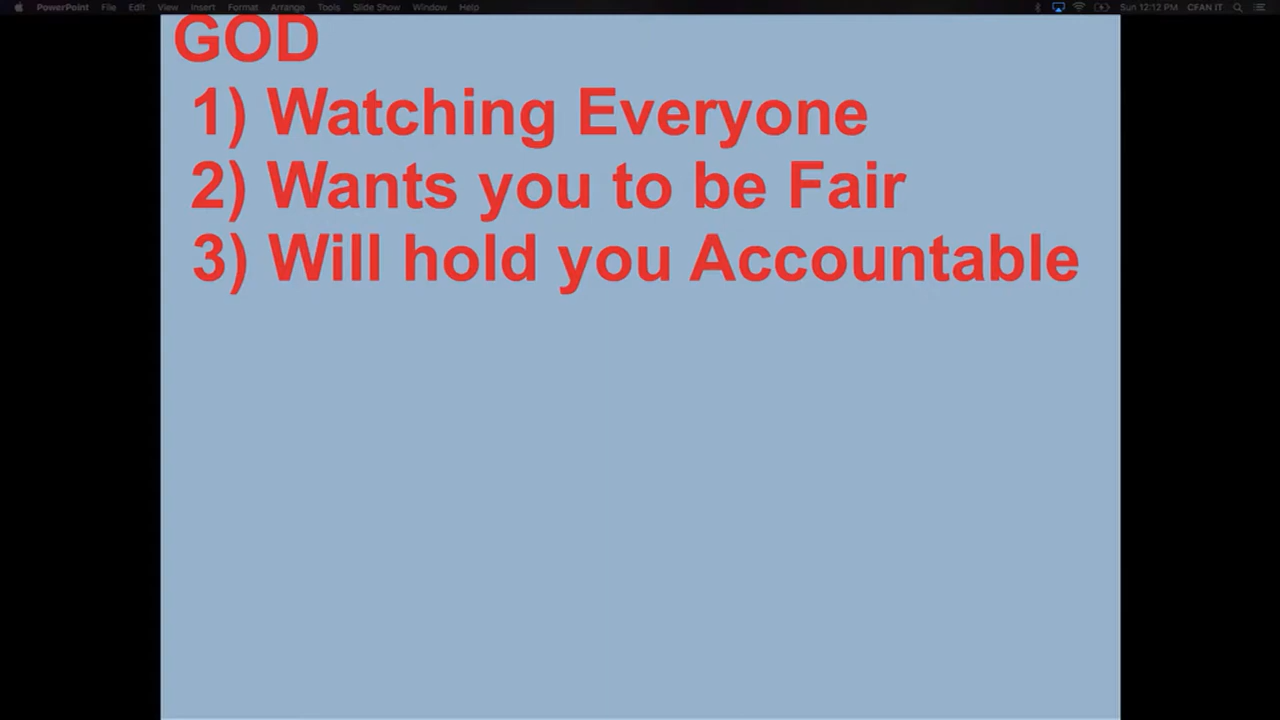 PowerPoint File Edit View Insert Format Arrange Tools Slide Show Window Help Sun 12:12 PM CFAN IT
GOD
1) Watching Everyone
2) Wants you to be Fair
3) Will hold you Accountable